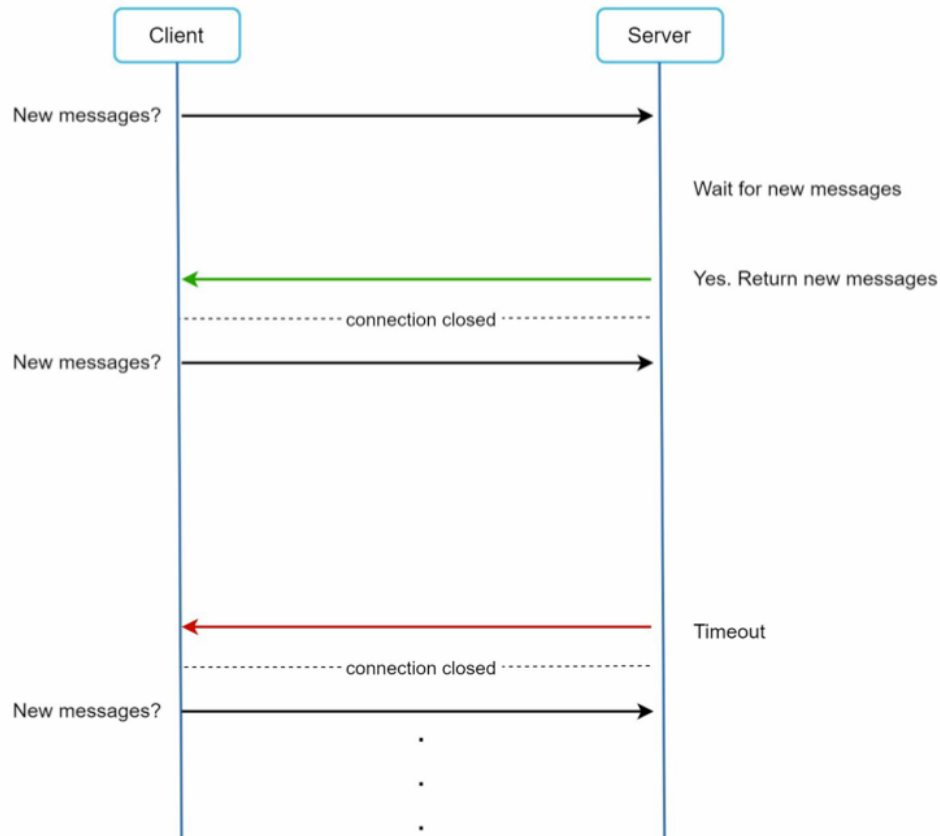 Client
Server
New messages?
Wait for new messages
Yes. Return new messages
connection closed
New messages?
Timeout
connection closed
New messages?